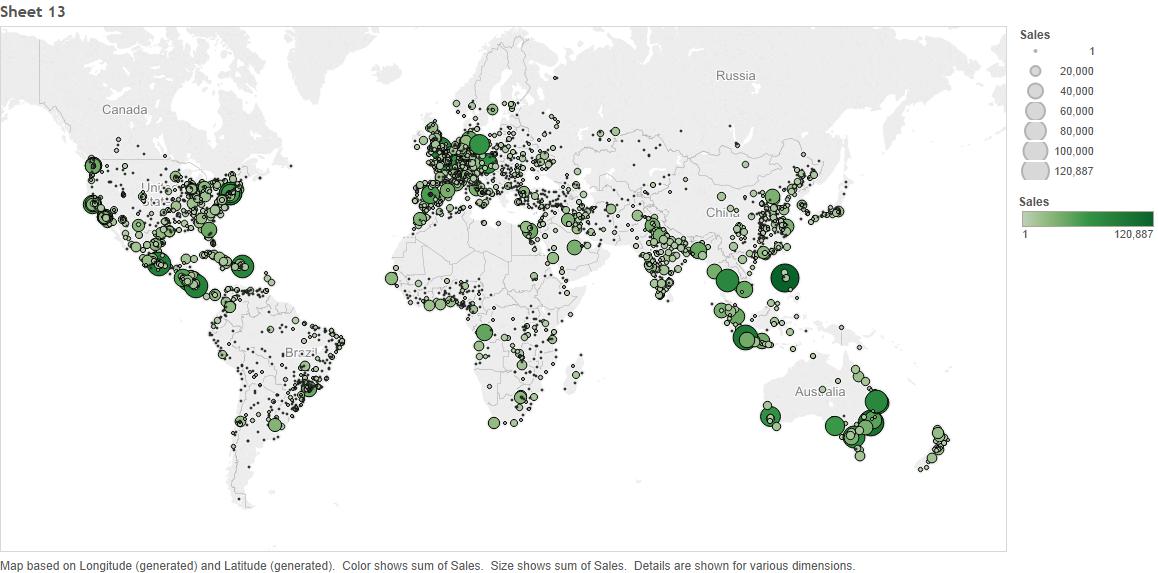 Sheet 13
Canada
Russia
United
States
China
Brazil
Australia
Sales
1
20,000
40,000
60,000
80,000
100,000
120,887
Sales
1 120,887
Map based on Longitude (generated) and Latitude (generated).  Color shows sum of Sales.  Size shows sum of Sales.  Details are shown for various dimensions.